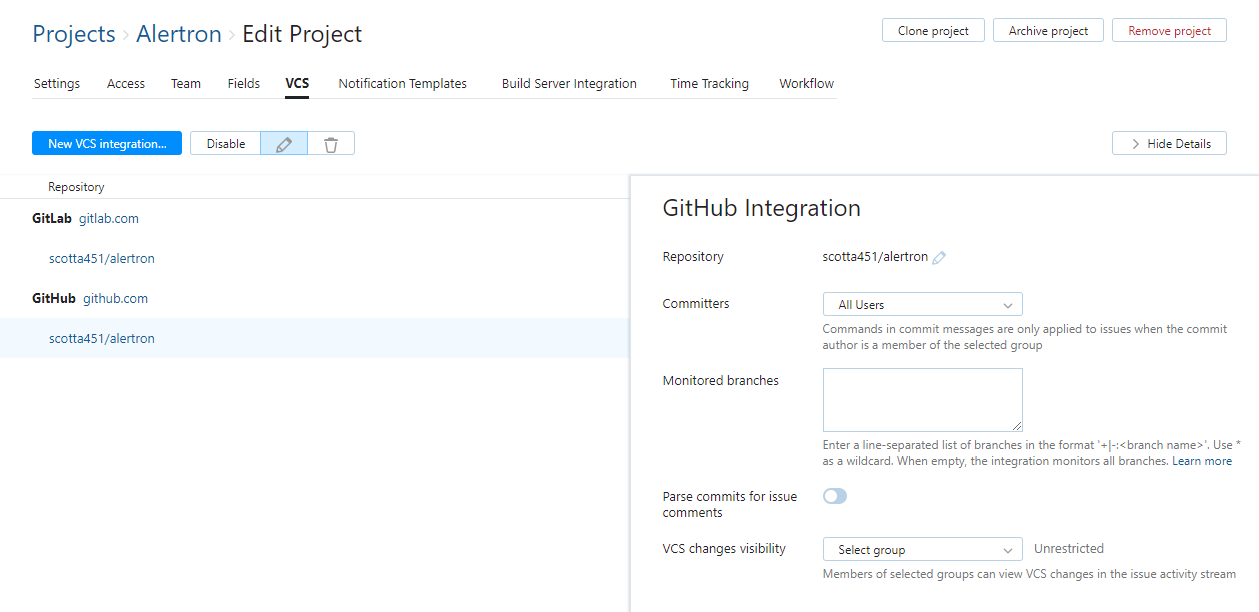 Projects › Alertron › Edit Project
Clone project Archive project Remove project
Settings Access Team Fields VCS Notification Templates Build Server Integration Time Tracking Workflow
New VCS integration... Disable
Hide Details
Repository
GitLab gitlab.com
scotta451/alertron
GitHub github.com
scotta451/alertron
GitHub Integration
Repository scotta451/alertron
Committers All Users
Commands in commit messages are only applied to issues when the commit
author is a member of the selected group
Monitored branches
Enter a line-separated list of branches in the format '+|-:<branch name>'. Use *
as a wildcard. When empty, the integration monitors all branches. Learn more
Parse commits for issue
comments
VCS changes visibility Select group Unrestricted
Members of selected groups can view VCS changes in the issue activity stream